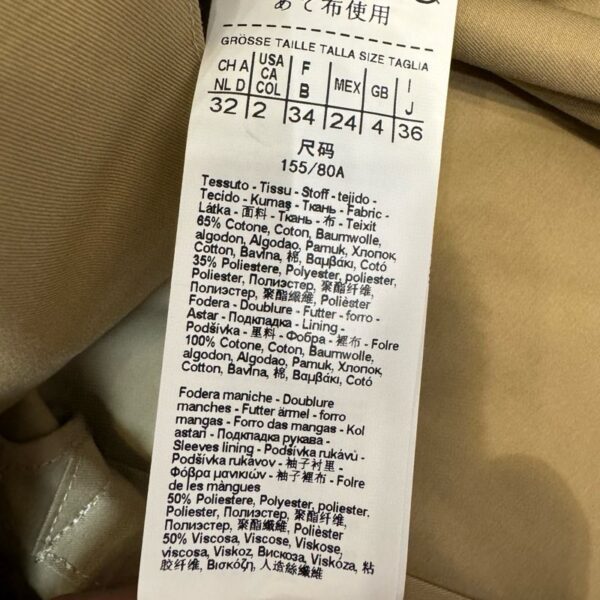 あて布使用
GRÖSSE TAILLE TALLA SIZE TAGLIA
CH A NL D | USA CA COL | F B | MEX | GB | I J
32 | 2 | 34 | 24 | 4 | 36
尺码
155/80A
Tessuto - Tissu - Stoff - tejido -
Tecido - Kumaş - Ткань - Fabric -
Látka - 面料 - Ткань - 布 - Teixit
65% Cotone, Coton, Baumwolle,
algodon, Algodao, Pamuk, Хлопок,
Cotton, Bavlna, 棉, Βαμβάκι, Cotó
35% Poliestere, Polyester, poliester,
Poliester, Полиэстер, 聚酯纤维,
Полиэстер, 聚酯纖維, Polièster
Fodera - Doublure - Futter - forro -
Astar - Подкладка - Lining -
Podšívka - 里料 - Φοδρα - 裡布 - Folre
100% Cotone, Coton, Baumwolle,
algodon, Algodao, Pamuk, Хлопок,
Cotton, Bavlna, 棉, Βαμβάκι, Cotó
Fodera maniche - Doublure
manches - Futter ärmel - forro
mangas - Forro das mangas - Kol
astarı - Подкладка рукава -
Sleeves lining - Podšívka rukávů -
Podšívka rukávov - 袖子衬里 -
Φόβρα μανικιών - 袖子裡布 - Folre
de les màngues
50% Poliestere, Polyester, poliester,
Poliester, Полиэстер, 聚酯纤维,
Полиэстер, 聚酯纖維, Polièster
50% Viscosa, Viscose, Viskose,
viscosa, Viskoz, Вискоза, Viskóza, 粘
胶纤维, Βισκόζη, 人造絲纖維